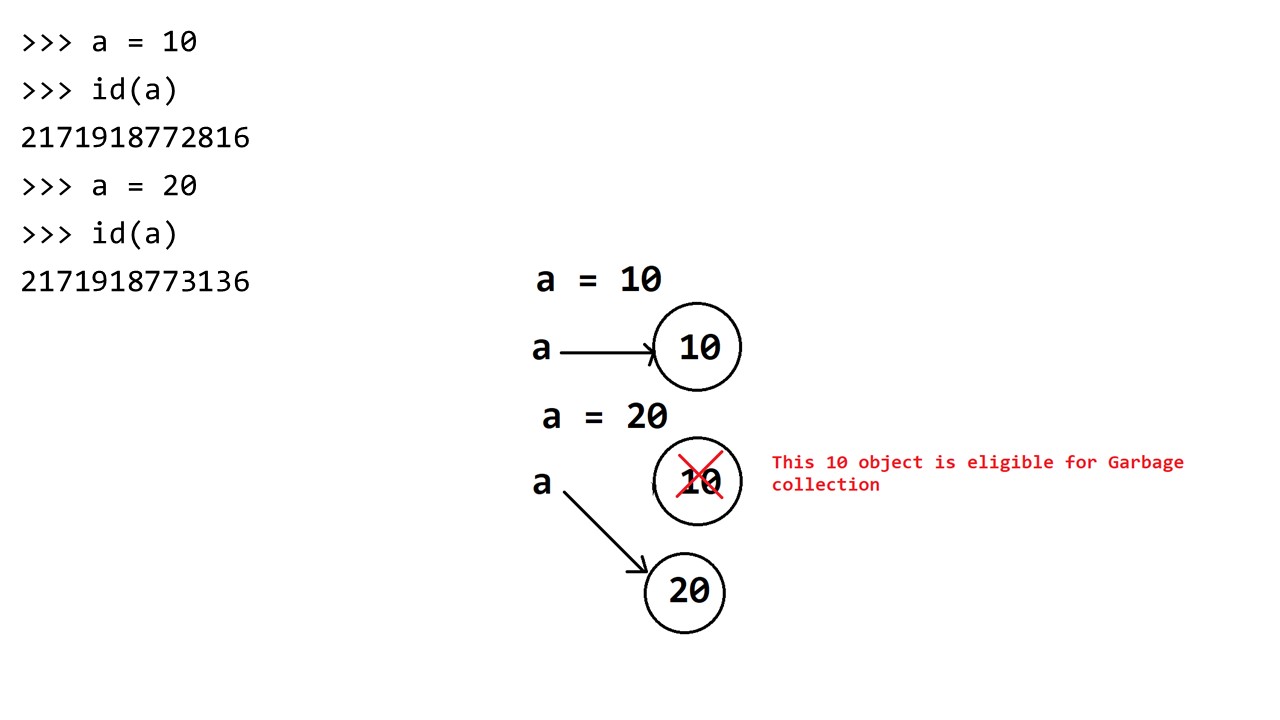 >>> a = 10
>>> id(a)
2171918772816
>>> a = 20
>>> id(a)
2171918773136
a = 10
a
10
a = 20
a
10
This 10 object is eligible for Garbage
collection
20